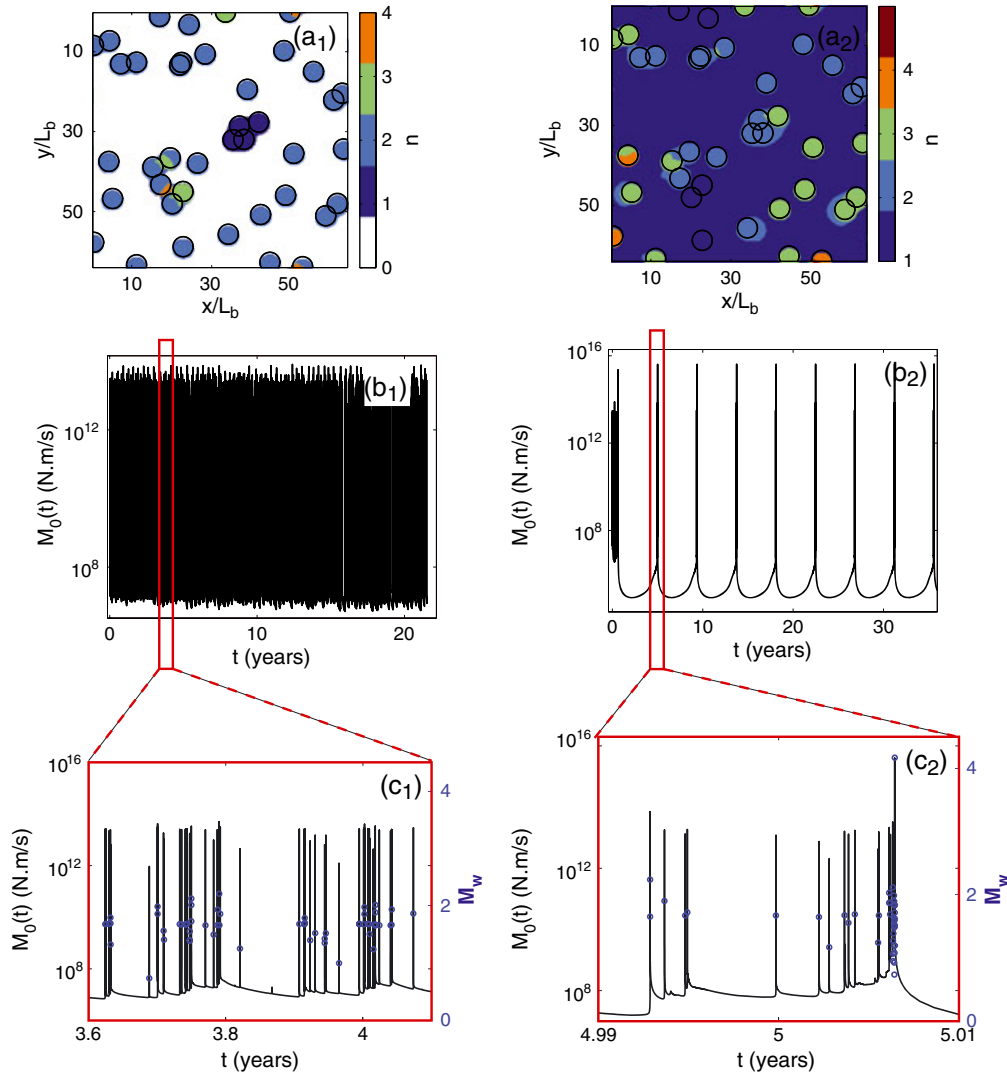 (a1)
10
30
50
y/Lb
10 30 50
x/Lb
4
3
2
1
0
n
(a2)
10
30
50
y/Lb
10 30 50
x/Lb
4
3
2
1
n
(b1)
10^12
10^8
M0(t) (N.m/s)
0 10 20
t (years)
(b2)
10^16
10^12
10^8
M0(t) (N.m/s)
0 10 20 30
t (years)
(c1)
10^16
10^12
10^8
M0(t) (N.m/s)
3.6 3.8 4
t (years)
4
2
0
Mw
(c2)
10^16
10^12
10^8
M0(t) (N.m/s)
4.99 5 5.01
t (years)
4
2
0
Mw